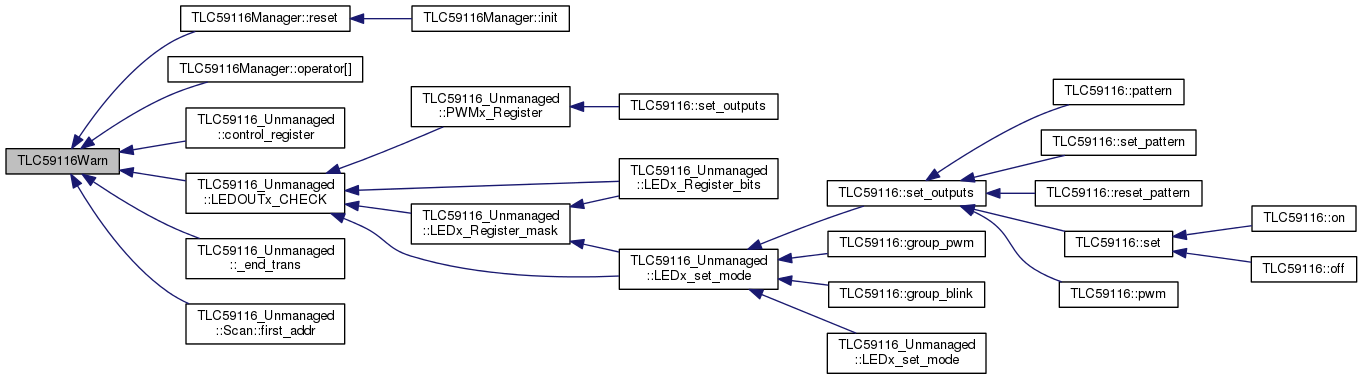 TLC59116Warn
TLC59116Manager::reset
TLC59116Manager::init
TLC59116Manager::operator[]
TLC59116_Unmanaged
::control_register
TLC59116_Unmanaged
::LEDOUTx_CHECK
TLC59116_Unmanaged
::_end_trans
TLC59116_Unmanaged
::Scan::first_addr
TLC59116_Unmanaged
::PWMx_Register
TLC59116::set_outputs
TLC59116_Unmanaged
::LEDx_Register_bits
TLC59116_Unmanaged
::LEDx_Register_mask
TLC59116_Unmanaged
::LEDx_set_mode
TLC59116::set_outputs
TLC59116::group_pwm
TLC59116::group_blink
TLC59116_Unmanaged
::LEDx_set_mode
TLC59116::pattern
TLC59116::set_pattern
TLC59116::reset_pattern
TLC59116::set
TLC59116::pwm
TLC59116::on
TLC59116::off